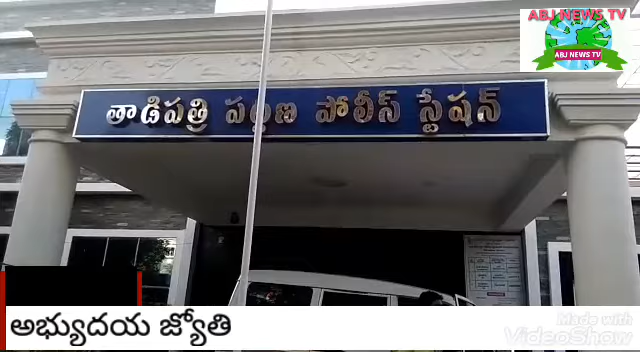 ABJ NEWS TV
ABJ NEWS TV
తాడిపత్రి పట్టణ పోలీస్ స్టేషన్
అభ్యుదయ జ్యోతి
Made with
VideoShow